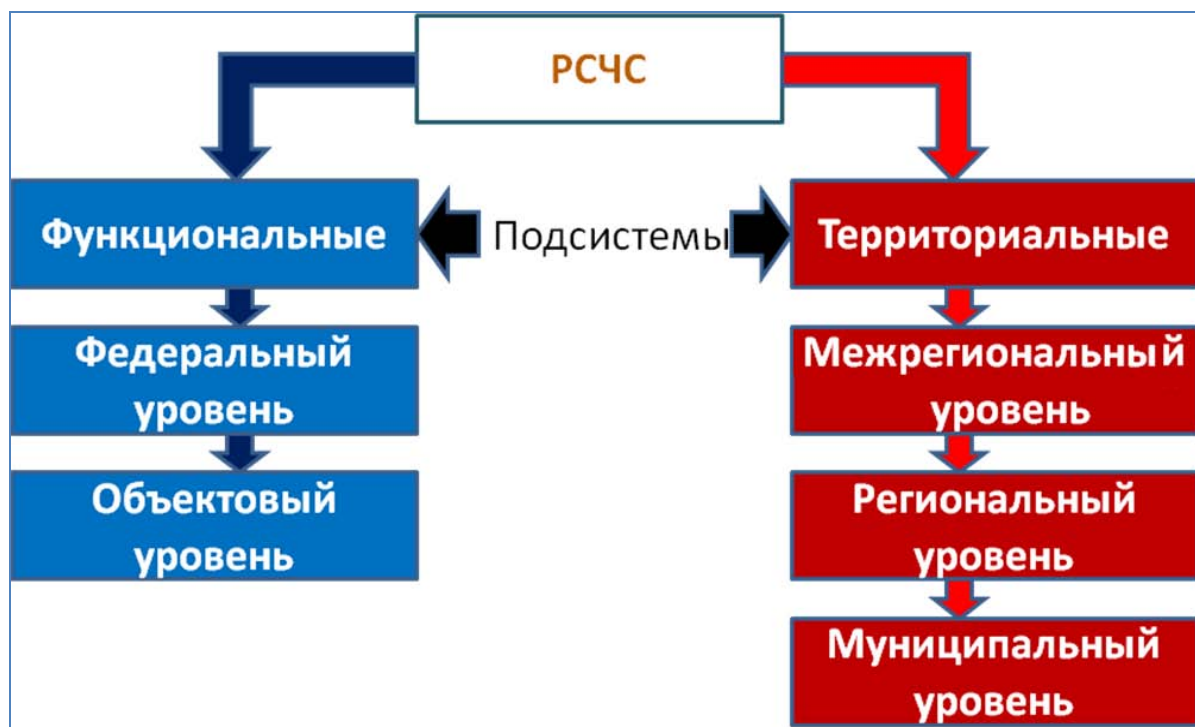 РСЧС
Функциональные
Подсистемы
Территориальные
Федеральный
уровень
Межрегиональный
уровень
Объектовый
уровень
Региональный
уровень
Муниципальный
уровень